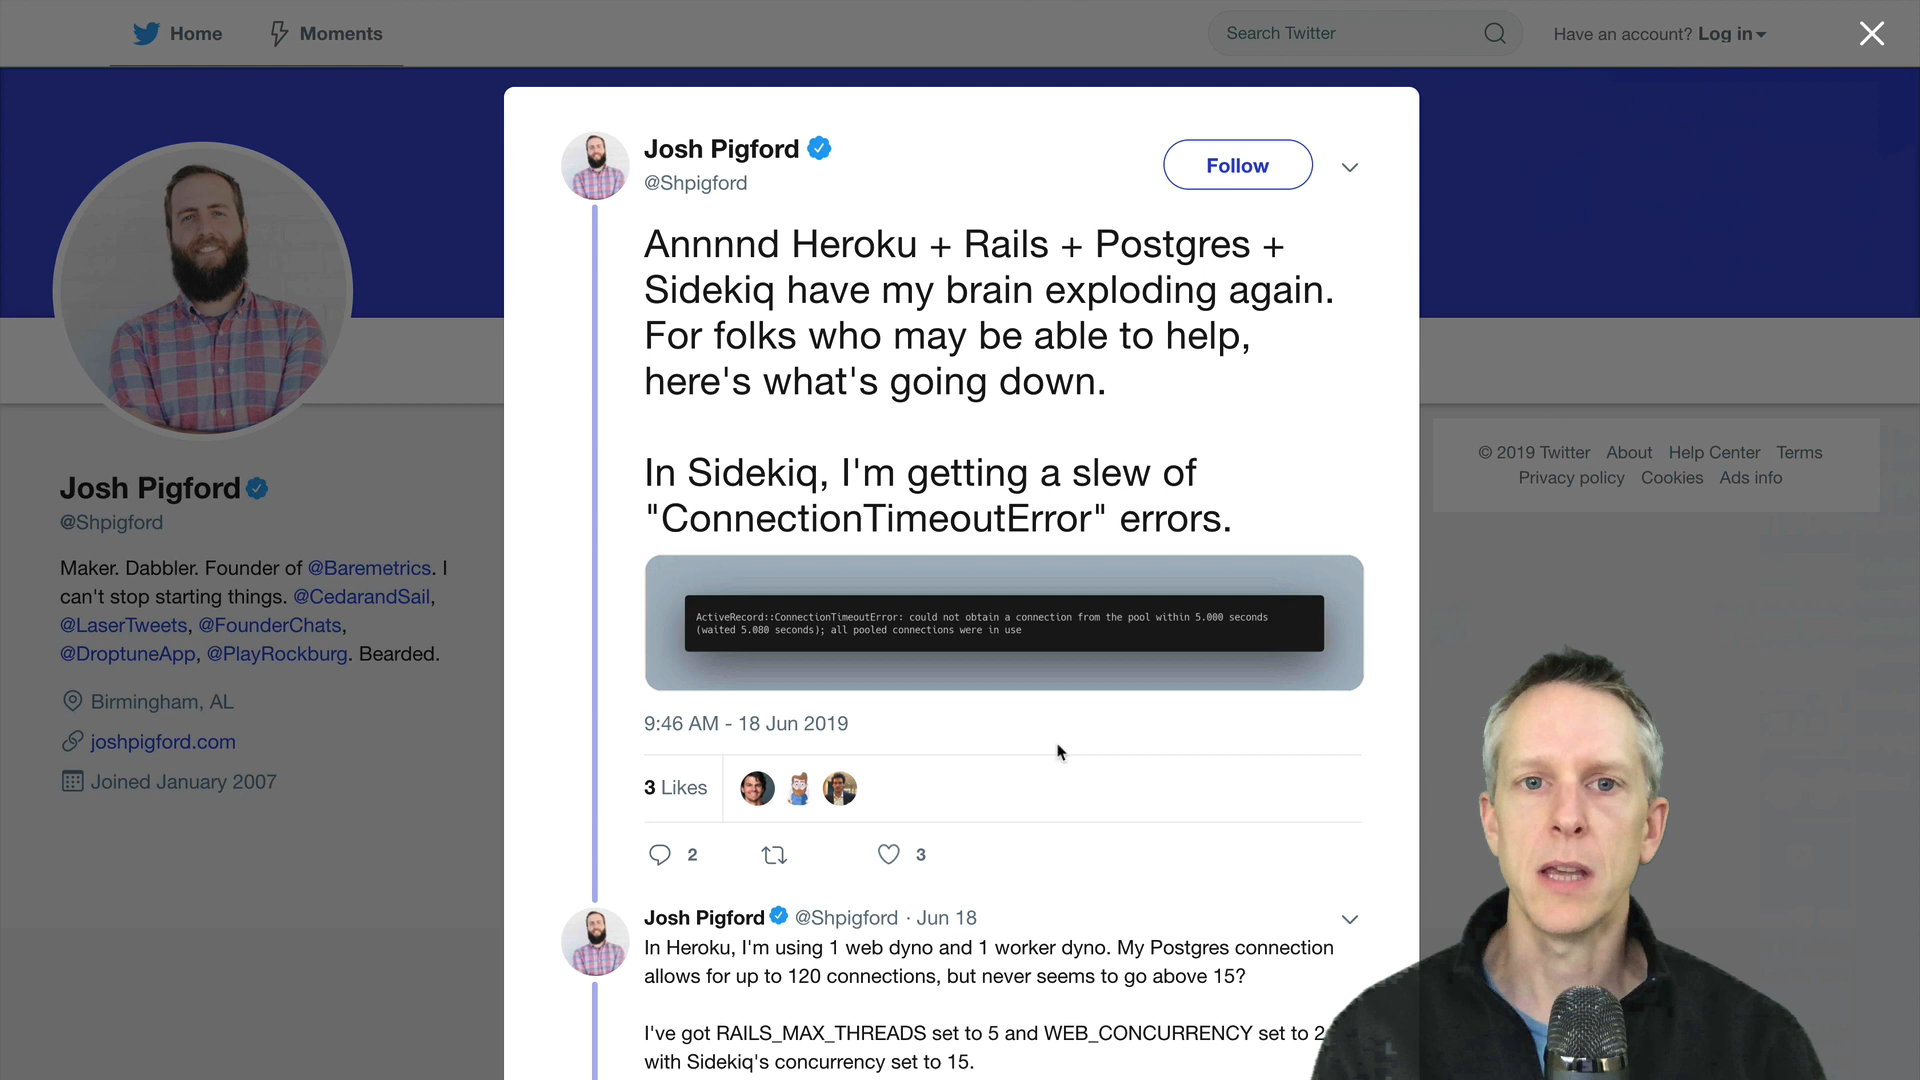 Home
Moments
Search Twitter
Have an account? Log in
Josh Pigford
@Shpigford
Follow
Annnnd Heroku + Rails + Postgres +
Sidekiq have my brain exploding again.
For folks who may be able to help,
here's what's going down.
In Sidekiq, I'm getting a slew of
"ConnectionTimeoutError" errors.
ActiveRecord::ConnectionTimeoutError: could not obtain a connection from the pool within 5.000 seconds
(waited 5.080 seconds); all pooled connections were in use
9:46 AM - 18 Jun 2019
3 Likes
2
3
Josh Pigford @Shpigford · Jun 18
In Heroku, I'm using 1 web dyno and 1 worker dyno. My Postgres connection
allows for up to 120 connections, but never seems to go above 15?
I've got RAILS_MAX_THREADS set to 5 and WEB_CONCURRENCY set to 2
with Sidekiq's concurrency set to 15.
Josh Pigford
@Shpigford
Maker. Dabbler. Founder of @Baremetrics. I
can't stop starting things. @CedarandSail,
@LaserTweets, @FounderChats,
@DroptuneApp, @PlayRockburg. Bearded.
Birmingham, AL
joshpigford.com
Joined January 2007
© 2019 Twitter About Help Center Terms
Privacy policy Cookies Ads info